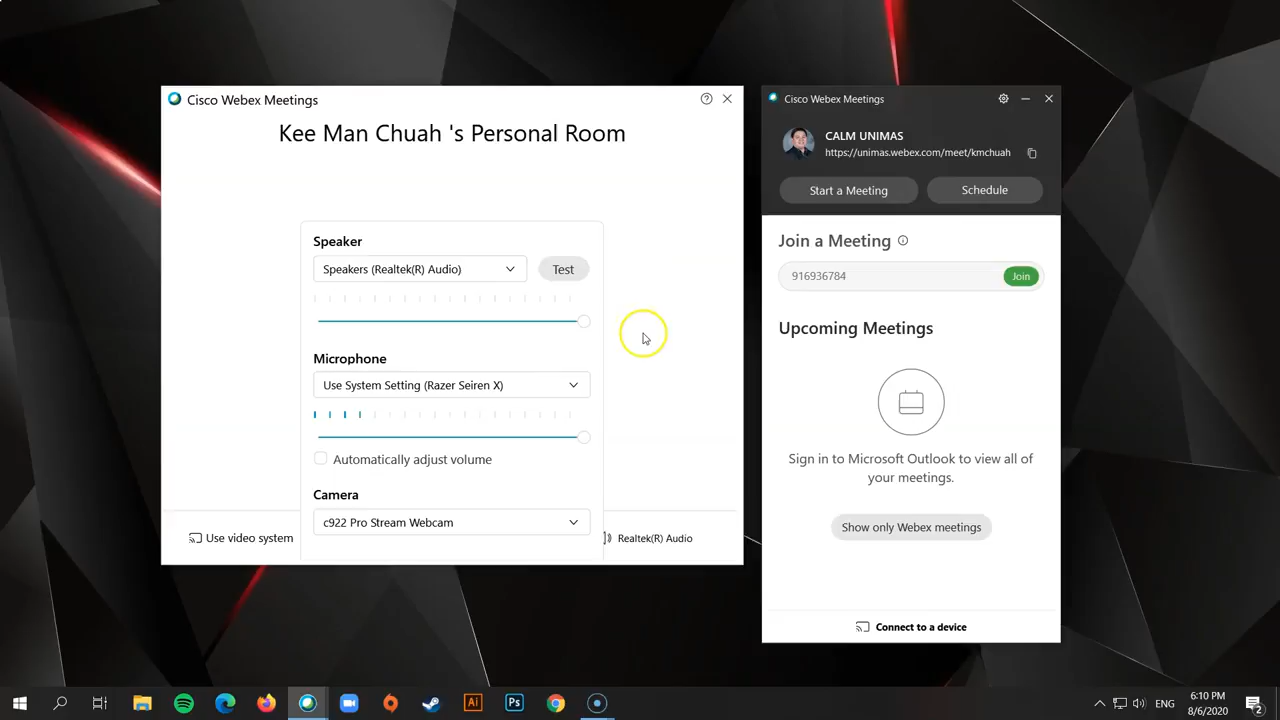 Cisco Webex Meetings
Kee Man Chuah 's Personal Room
Speaker
Speakers (Realtek(R) Audio)
Test
Microphone
Use System Setting (Razer Seiren X)
Automatically adjust volume
Camera
c922 Pro Stream Webcam
Use video system
Realtek(R) Audio
Cisco Webex Meetings
CALM UNIMAS
https://unimas.webex.com/meet/kmchuah
Start a Meeting
Schedule
Join a Meeting
916936784
Join
Upcoming Meetings
Sign in to Microsoft Outlook to view all of
your meetings.
Show only Webex meetings
Connect to a device
Ai
Ps
ENG
6:10 PM
8/6/2020
2